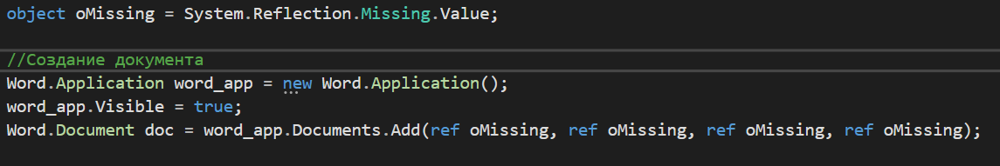 object oMissing = System.Reflection.Missing.Value;
//Создание документа
Word.Application word_app = new Word.Application();
word_app.Visible = true;
Word.Document doc = word_app.Documents.Add(ref oMissing, ref oMissing, ref oMissing, ref oMissing);